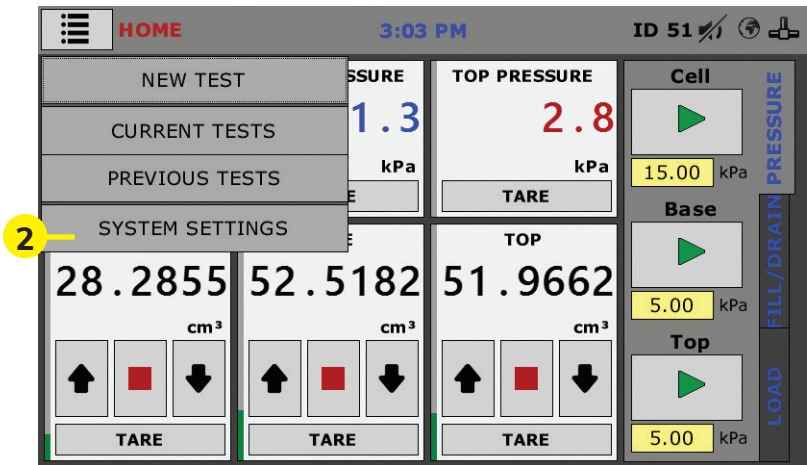 HOME
3:03 PM
ID 51
NEW TEST
CURRENT TESTS
PREVIOUS TESTS
SYSTEM SETTINGS
2
1.3
kPa
TOP PRESSURE
2.8
kPa
TARE
28.2855
cm³
TARE
52.5182
cm³
TARE
TOP
51.9662
cm³
TARE
Cell
15.00 kPa
Base
5.00 kPa
Top
5.00 kPa
PRESSURE
FILL/DRAIN
LOAD